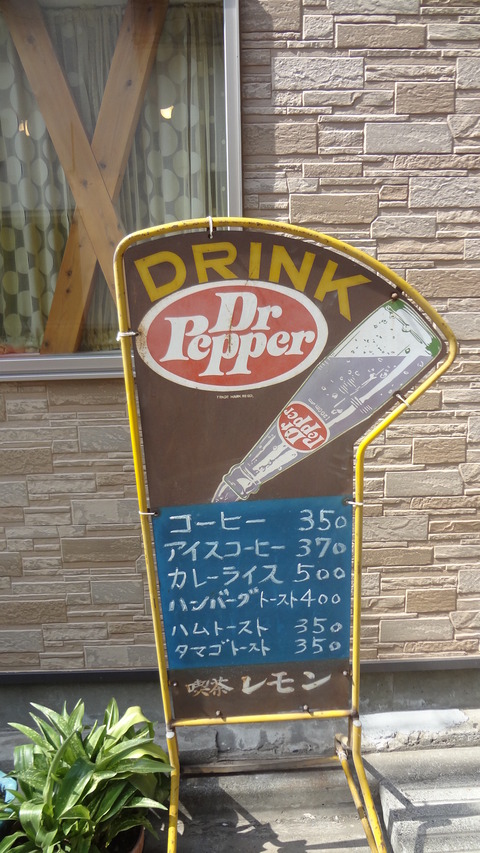 DRINK
Dr
Pepper
TRADE MARK REGD.
Dr
Pepper
コーヒー 350
アイスコーヒー 370
カレーライス 500
ハンバーグトースト 400
ハムトースト 350
タマゴトースト 350
喫茶 レモン